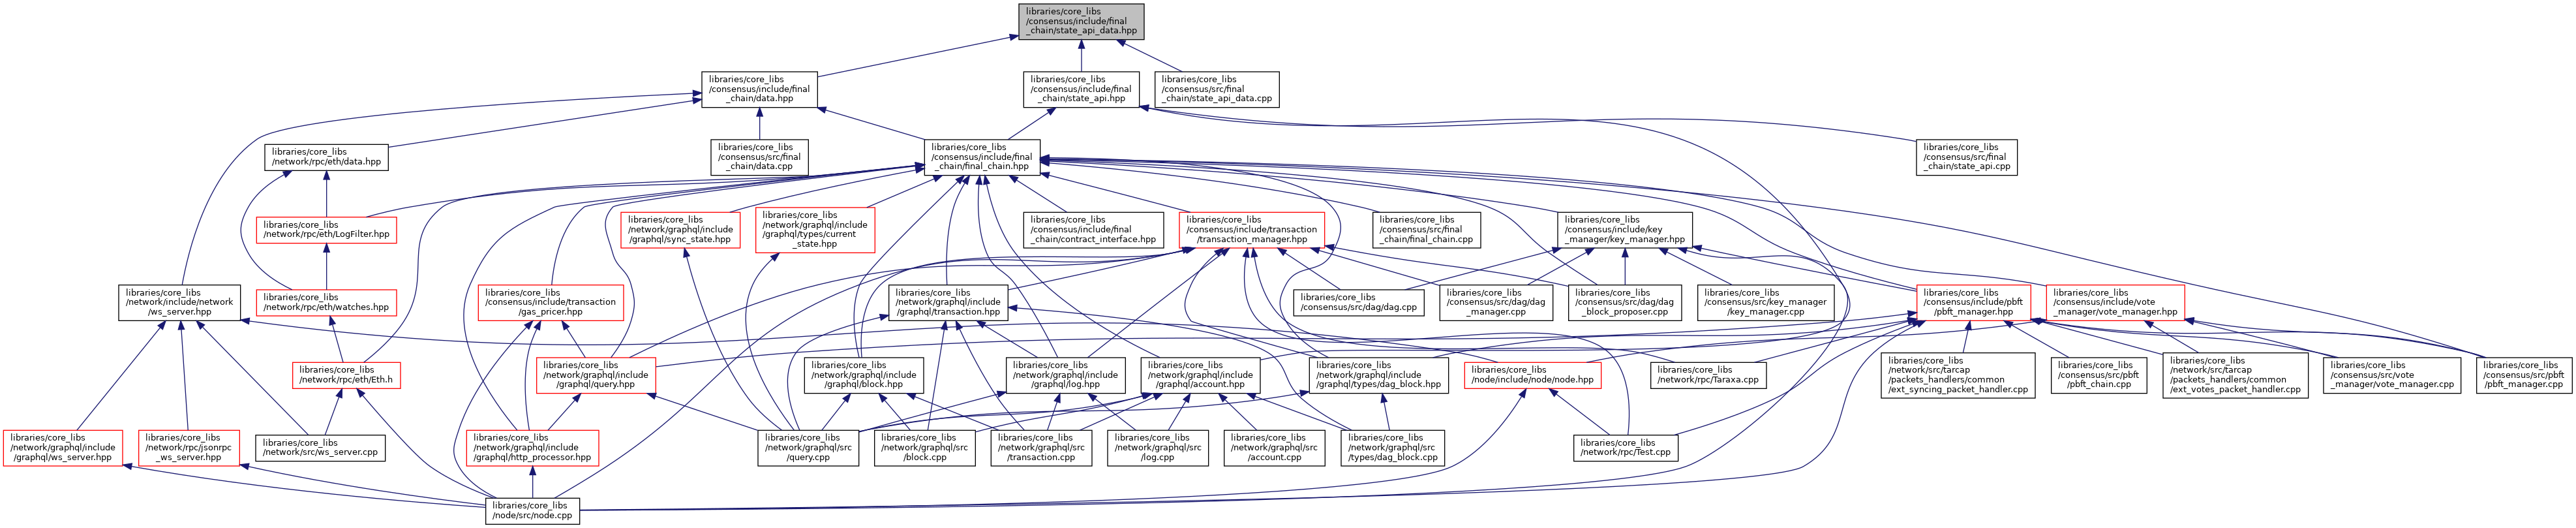 libraries/core_libs
/consensus/include/final
_chain/state_api_data.hpp
libraries/core_libs
/consensus/include/final
_chain/data.hpp
libraries/core_libs
/consensus/include/final
_chain/state_api.hpp
libraries/core_libs
/consensus/src/final
_chain/state_api_data.cpp
libraries/core_libs
/network/rpc/eth/data.hpp
libraries/core_libs
/consensus/src/final
_chain/data.cpp
libraries/core_libs
/consensus/include/final
_chain/final_chain.hpp
libraries/core_libs
/consensus/src/final
_chain/state_api.cpp
libraries/core_libs
/network/rpc/eth/LogFilter.hpp
libraries/core_libs
/network/graphql/include
/graphql/sync_state.hpp
libraries/core_libs
/network/graphql/include
/graphql/types/current
_state.hpp
libraries/core_libs
/consensus/include/final
_chain/contract_interface.hpp
libraries/core_libs
/consensus/include/transaction
/transaction_manager.hpp
libraries/core_libs
/consensus/src/final
_chain/final_chain.cpp
libraries/core_libs
/consensus/include/key
_manager/key_manager.hpp
libraries/core_libs
/network/include/network
/ws_server.hpp
libraries/core_libs
/network/rpc/eth/watches.hpp
libraries/core_libs
/consensus/include/transaction
/gas_pricer.hpp
libraries/core_libs
/network/graphql/include
/graphql/transaction.hpp
libraries/core_libs
/consensus/src/dag/dag.cpp
libraries/core_libs
/consensus/src/dag/dag
_manager.cpp
libraries/core_libs
/consensus/src/dag/dag
_block_proposer.cpp
libraries/core_libs
/consensus/src/key_manager
/key_manager.cpp
libraries/core_libs
/consensus/include/pbft
/pbft_manager.hpp
libraries/core_libs
/consensus/include/vote
_manager/vote_manager.hpp
libraries/core_libs
/network/rpc/eth/Eth.h
libraries/core_libs
/network/graphql/include
/graphql/query.hpp
libraries/core_libs
/network/graphql/include
/graphql/block.hpp
libraries/core_libs
/network/graphql/include
/graphql/log.hpp
libraries/core_libs
/network/graphql/include
/graphql/account.hpp
libraries/core_libs
/network/graphql/include
/graphql/types/dag_block.hpp
libraries/core_libs
/node/include/node/node.hpp
libraries/core_libs
/network/rpc/Taraxa.cpp
libraries/core_libs
/network/src/tarcap
/packets_handlers/common
/ext_syncing_packet_handler.cpp
libraries/core_libs
/consensus/src/pbft
/pbft_chain.cpp
libraries/core_libs
/network/src/tarcap
/packets_handlers/common
/ext_votes_packet_handler.cpp
libraries/core_libs
/consensus/src/vote
_manager/vote_manager.cpp
libraries/core_libs
/consensus/src/pbft
/pbft_manager.cpp
libraries/core_libs
/network/graphql/include
/graphql/ws_server.hpp
libraries/core_libs
/network/rpc/jsonrpc
_ws_server.hpp
libraries/core_libs
/network/src/ws_server.cpp
libraries/core_libs
/network/graphql/include
/graphql/http_processor.hpp
libraries/core_libs
/network/graphql/src
/query.cpp
libraries/core_libs
/network/graphql/src
/block.cpp
libraries/core_libs
/network/graphql/src
/transaction.cpp
libraries/core_libs
/network/graphql/src
/log.cpp
libraries/core_libs
/network/graphql/src
/account.cpp
libraries/core_libs
/network/graphql/src
/types/dag_block.cpp
libraries/core_libs
/network/rpc/Test.cpp
libraries/core_libs
/node/src/node.cpp